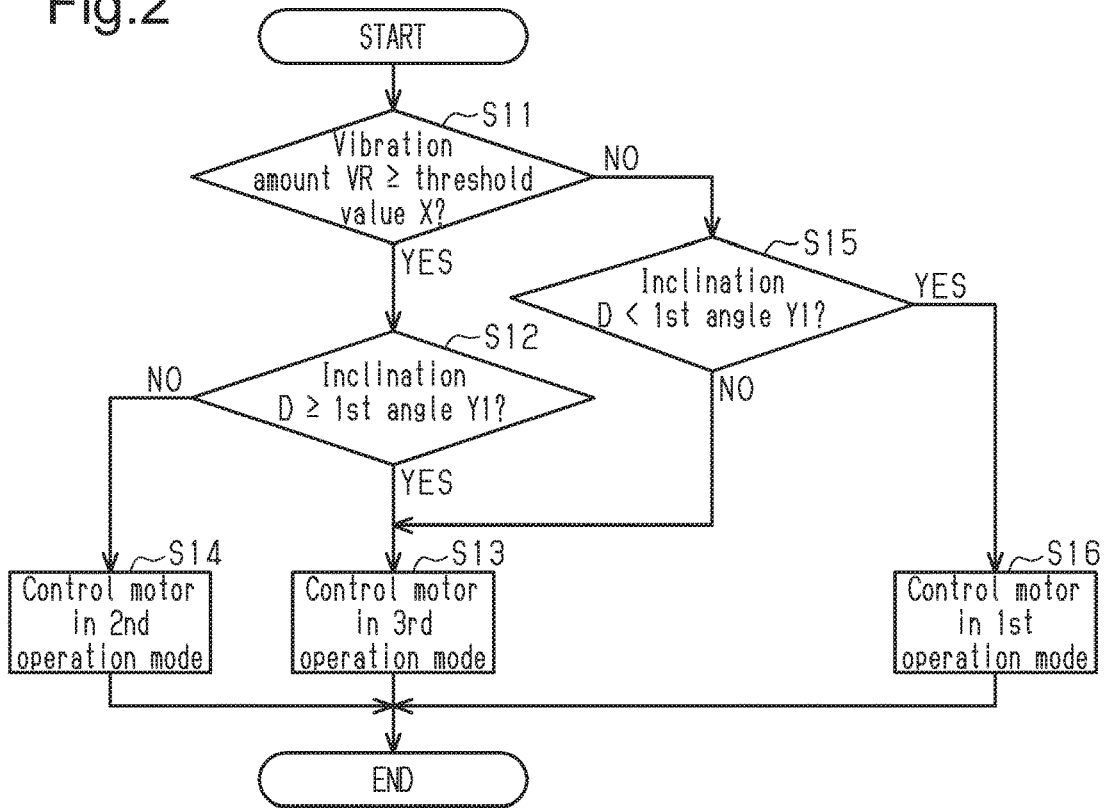 Fig.2
START
S11
Vibration
amount VR ≥ threshold
value X?
NO
YES
S15
Inclination
D < 1st angle Y1?
YES
NO
S12
Inclination
D ≥ 1st angle Y1?
NO
YES
S14
Control motor
in 2nd
operation mode
S13
Control motor
in 3rd
operation mode
S16
Control motor
in 1st
operation mode
END